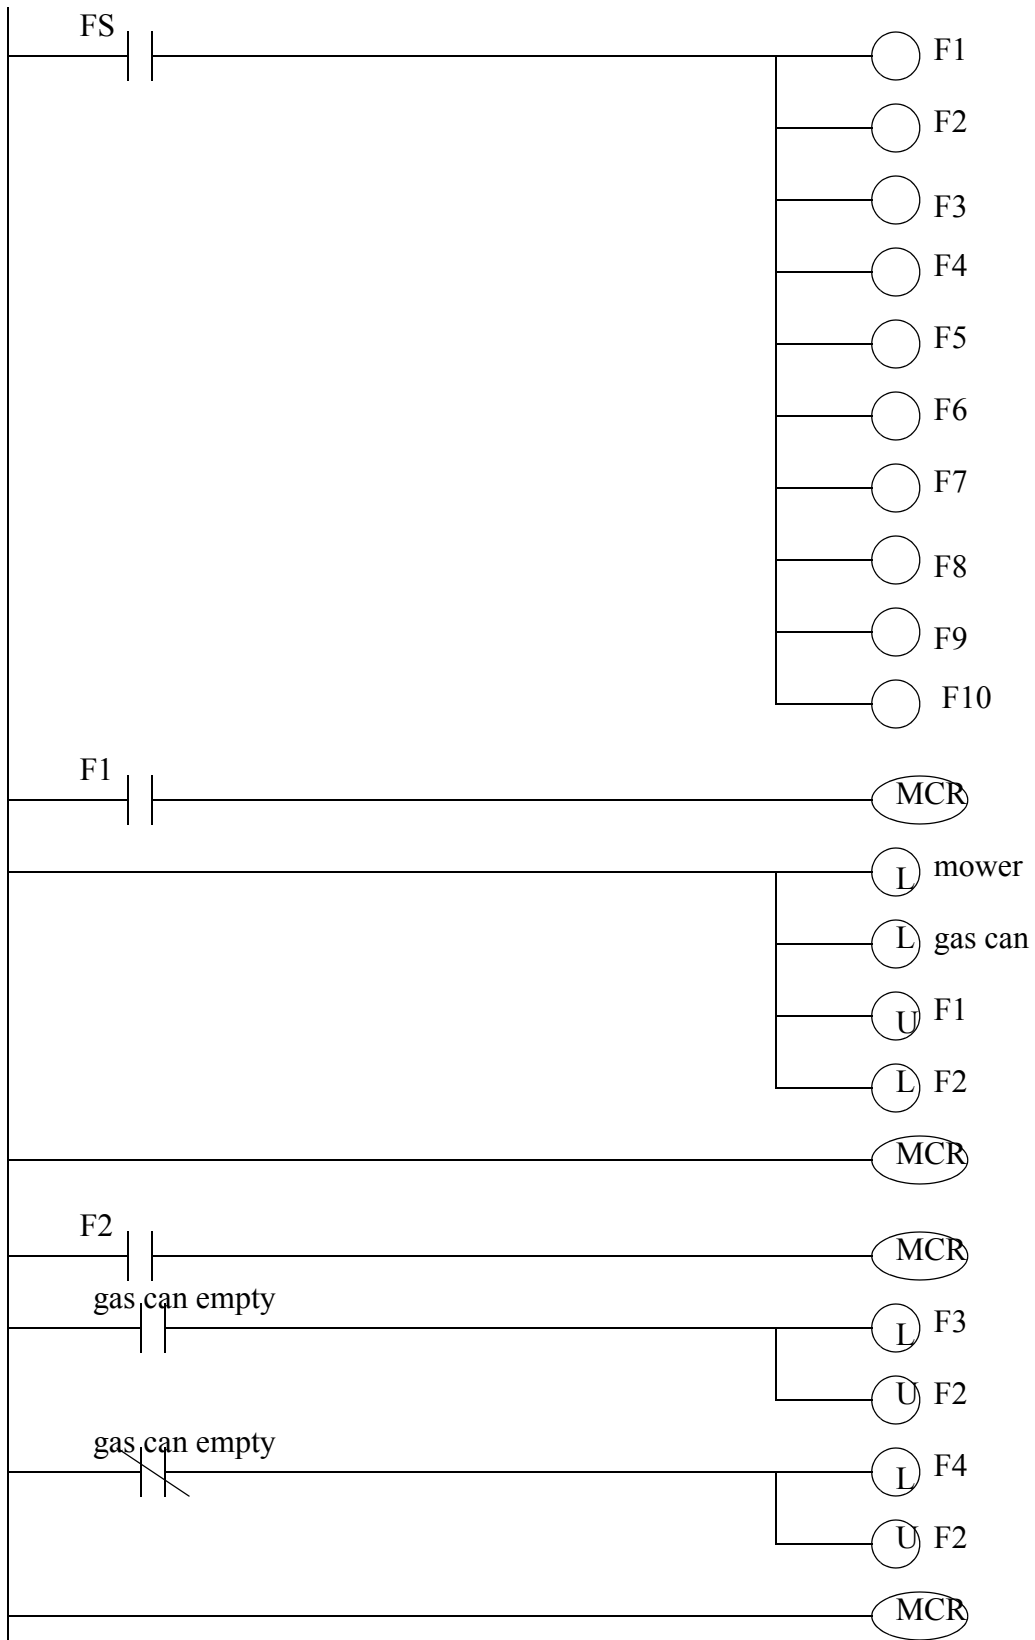 FS
F1
F2
F3
F4
F5
F6
F7
F8
F9
F10
F1
MCR
L mower
L gas can
U F1
L F2
MCR
F2
MCR
gas can empty
L F3
U F2
gas can empty
L F4
U F2
MCR